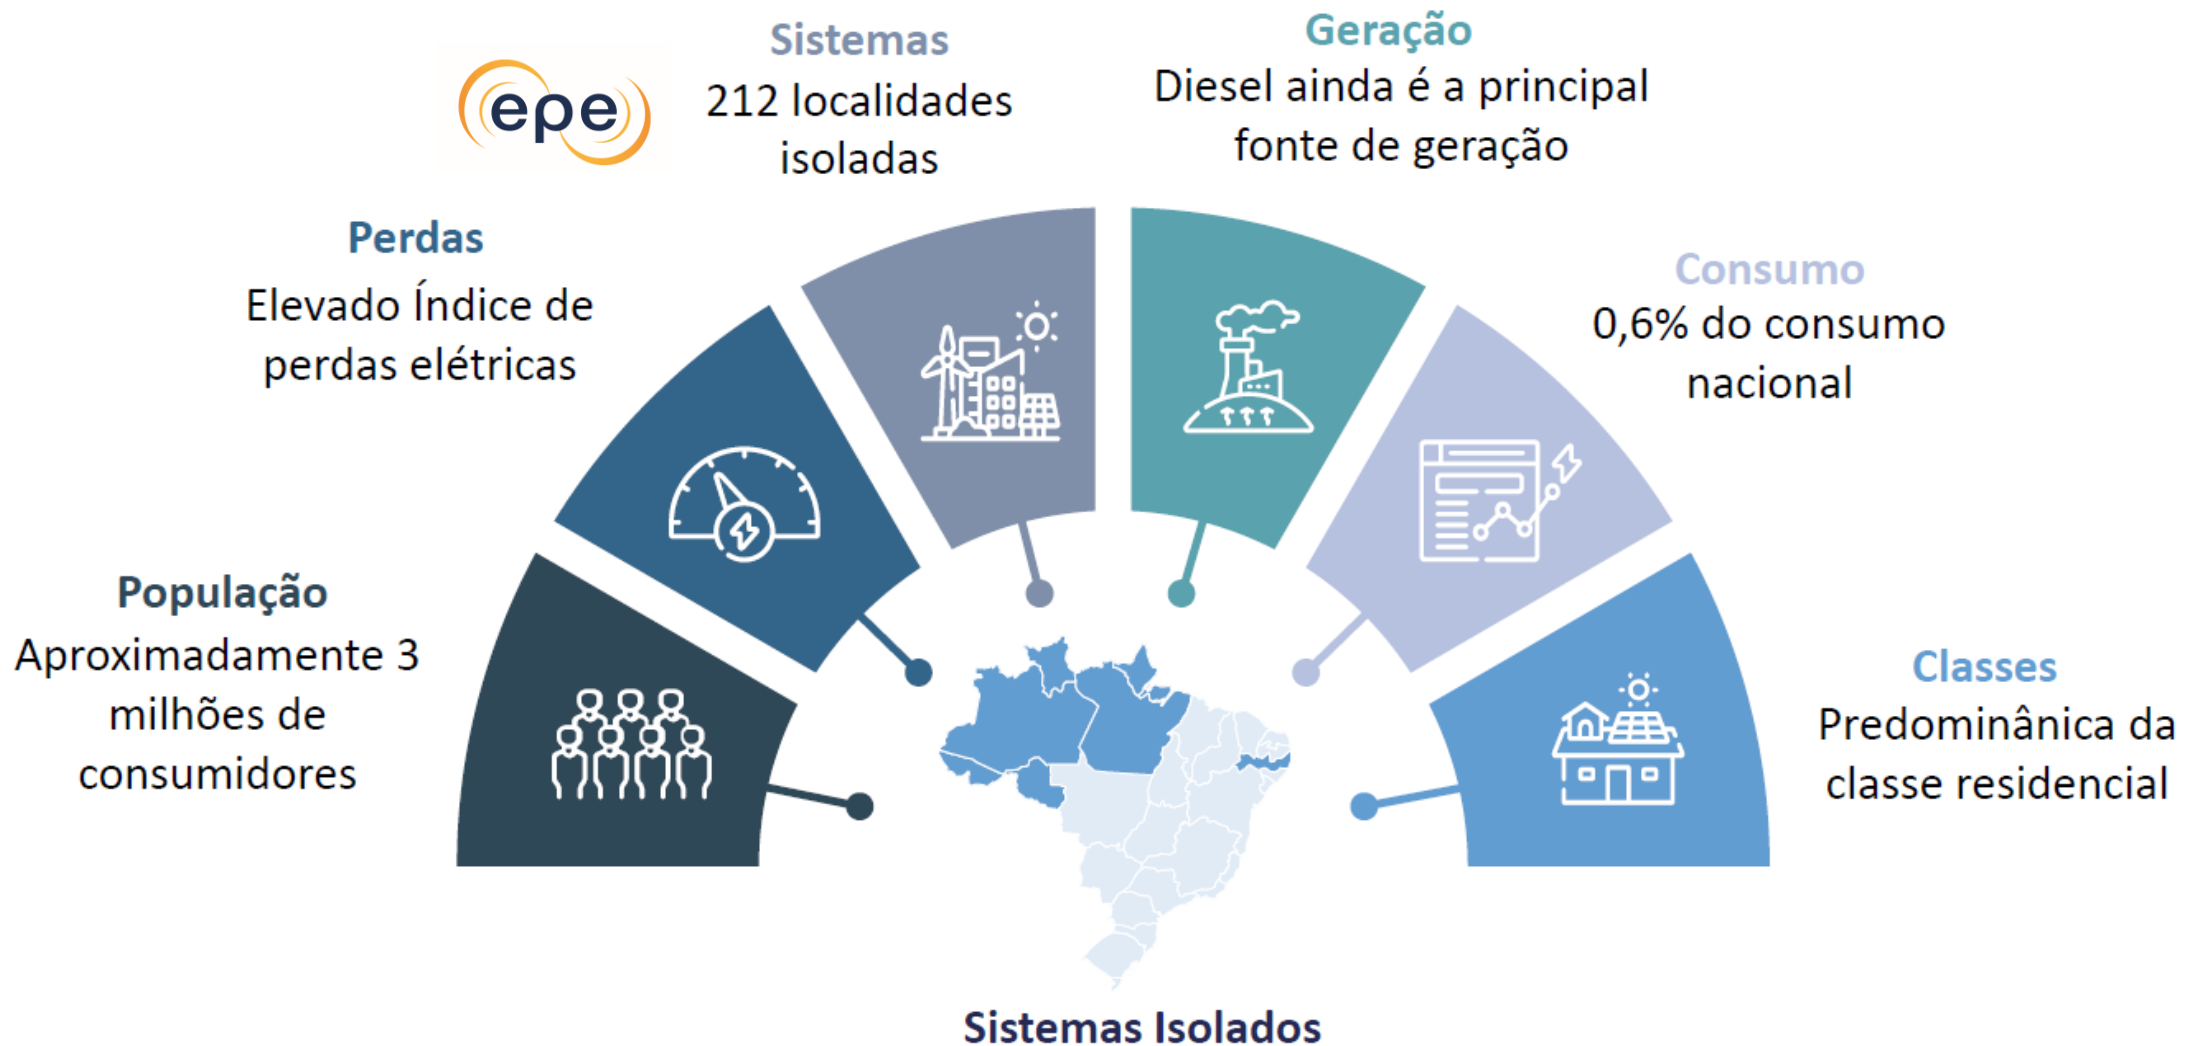 epe
Sistemas
212 localidades
isoladas
Geração
Diesel ainda é a principal
fonte de geração
Perdas
Elevado Índice de
perdas elétricas
Consumo
0,6% do consumo
nacional
População
Aproximadamente 3
milhões de
consumidores
Classes
Predominânica da
classe residencial
Sistemas Isolados